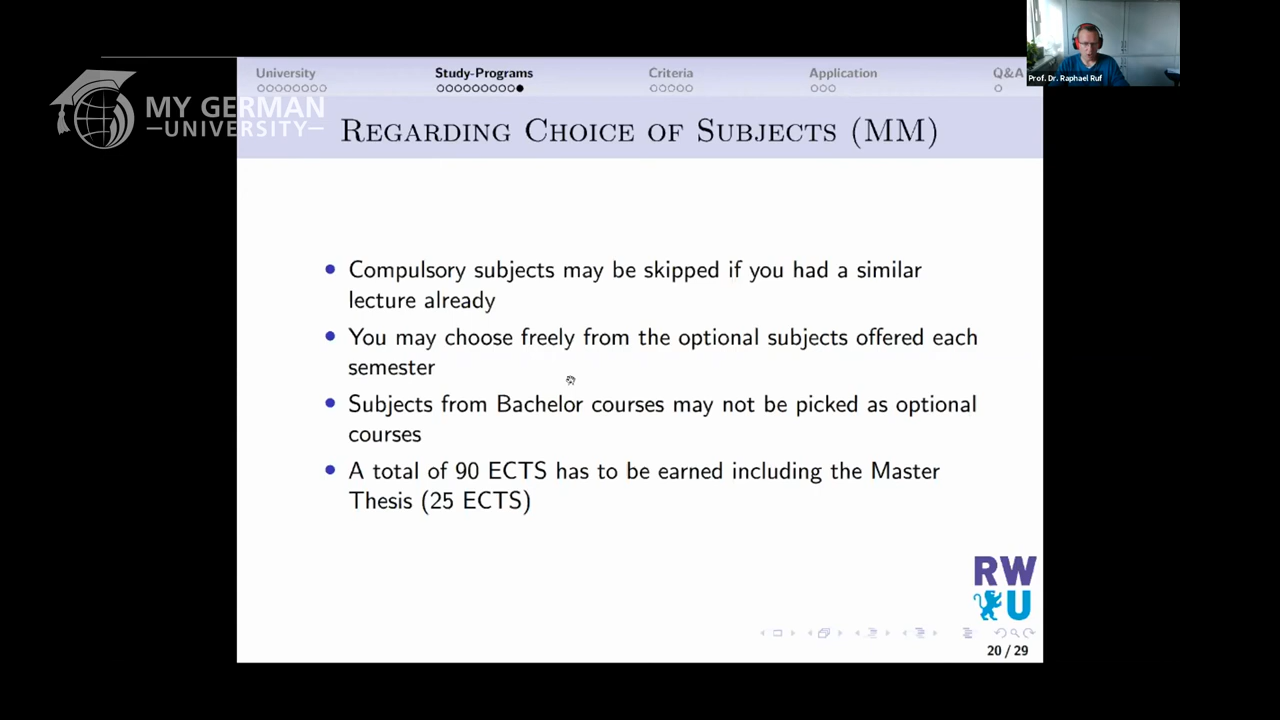 Prof. Dr. Raphael Ruf
MY GERMAN
UNIVERSITY
University Study-Programs Criteria Application Q&A
REGARDING CHOICE OF SUBJECTS (MM)
Compulsory subjects may be skipped if you had a similar
lecture already
You may choose freely from the optional subjects offered each
semester
Subjects from Bachelor courses may not be picked as optional
courses
A total of 90 ECTS has to be earned including the Master
Thesis (25 ECTS)
RW
U
20 / 29